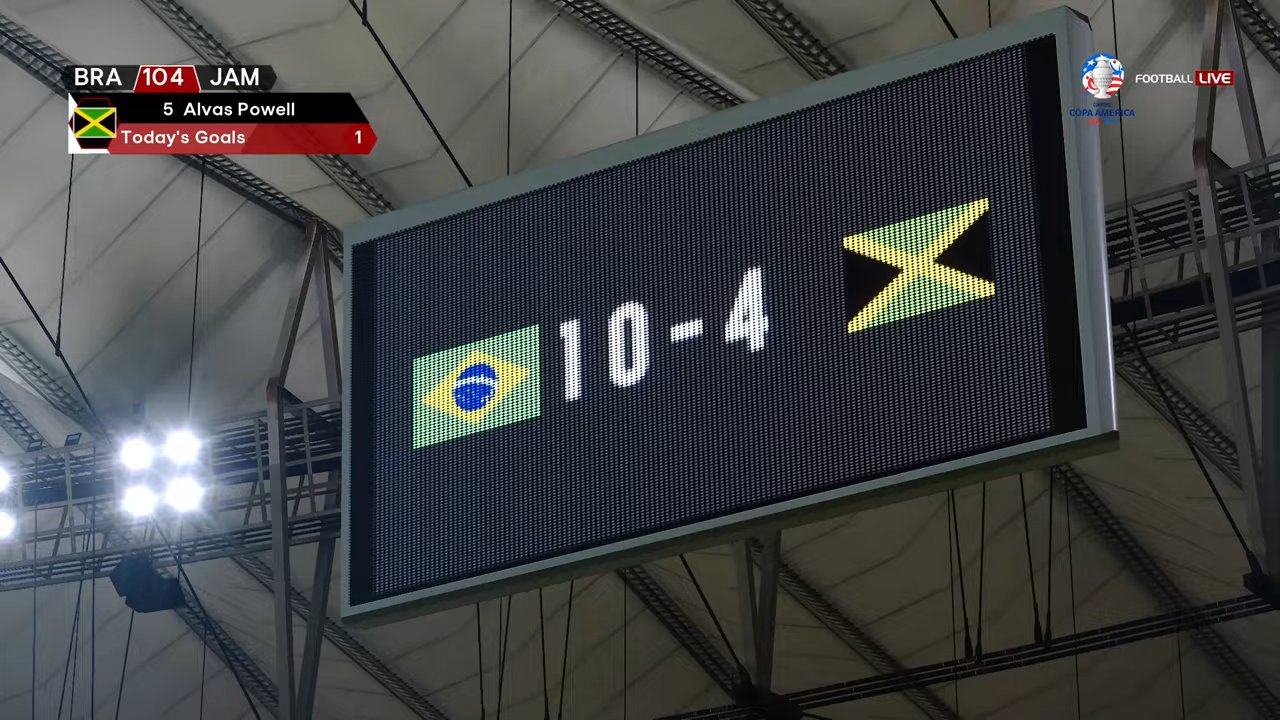 BRA 104 JAM
5 Alvas Powell
Today's Goals 1
COPA AMERICA
FOOTBALL LIVE
10-4